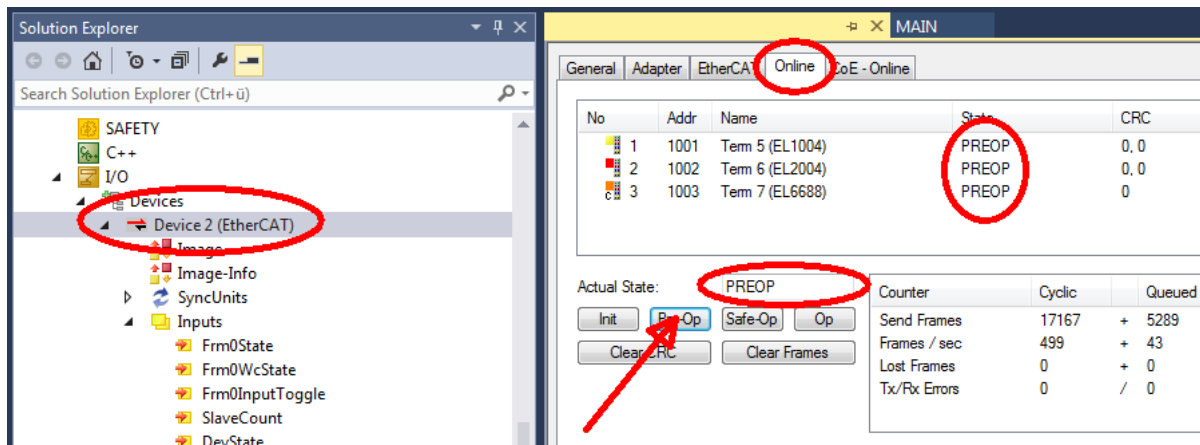 Solution Explorer
Search Solution Explorer (Ctrl+ü)
SAFETY
C++
I/O
Devices
Device 2 (EtherCAT)
Image
Image-Info
SyncUnits
Inputs
Frm0State
Frm0WcState
Frm0InputToggle
SlaveCount
DevState
MAIN
General Adapter EtherCAT Online CoE - Online
No Addr Name State CRC
1 1001 Term 5 (EL1004) PREOP 0, 0
2 1002 Term 6 (EL2004) PREOP 0, 0
c 3 1003 Term 7 (EL6688) PREOP 0
Actual State: PREOP
Init Pre-Op Safe-Op Op
Clear CRC Clear Frames
Counter Cyclic Queued
Send Frames 17167 + 5289
Frames / sec 499 + 43
Lost Frames 0 + 0
Tx/Rx Errors 0 / 0